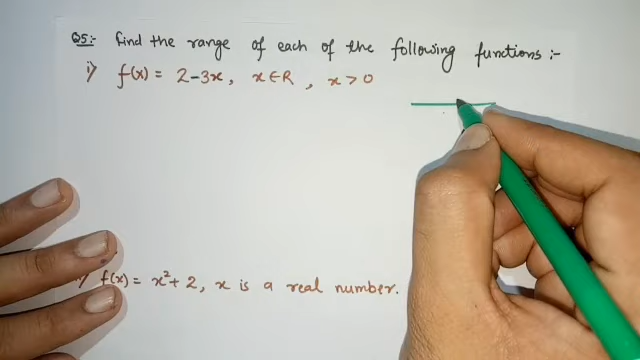 Q5:- Find the range of each of the following functions:-
i) f(x) = 2-3x, x∈R, x>0
) f(x) = x²+2, x is a real number.